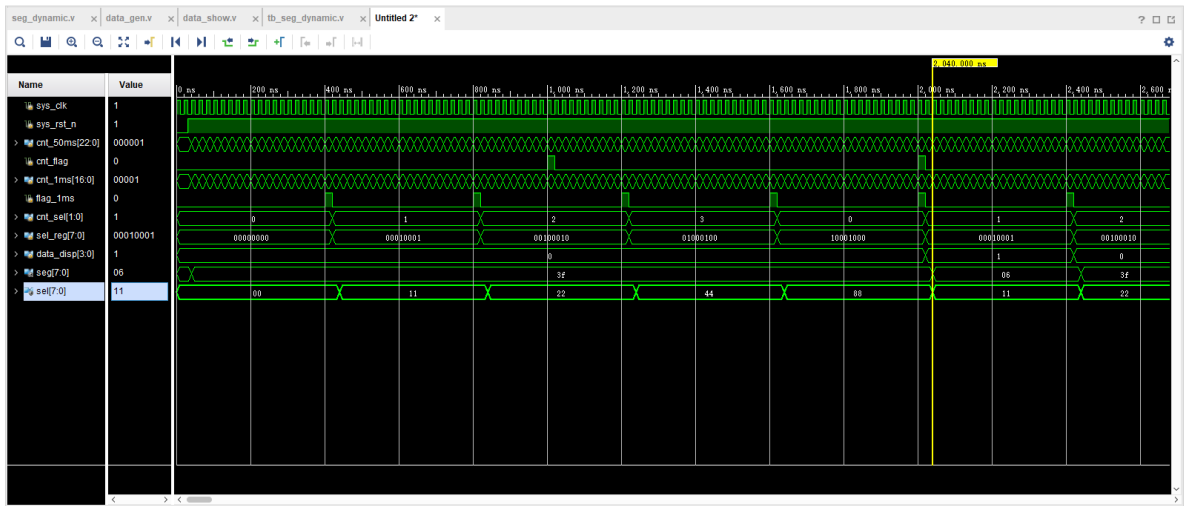 seg_dynamic.v × data_gen.v × data_show.v × tb_seg_dynamic.v × Untitled 2* ×
2,040.000 ns
Name Value
0 ns 200 ns 400 ns 600 ns 800 ns 1,000 ns 1,200 ns 1,400 ns 1,600 ns 1,800 ns 2,000 ns 2,200 ns 2,400 ns 2,600
sys_clk 1
sys_rst_n 1
cnt_50ms[22:0] 000001
cnt_flag 0
cnt_1ms[16:0] 00001
flag_1ms 0
cnt_sel[1:0] 1 0 1 2 3 0 1 2
sel_reg[7:0] 00010001 00000000 00010001 00100010 01000100 10001000 00010001 00100010
data_disp[3:0] 1 0 1 0
seg[7:0] 06 3f 06 3f
sel[7:0] 11 00 11 22 44 88 11 22